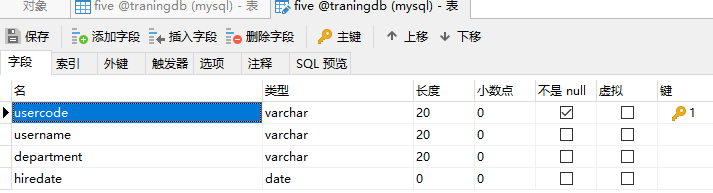 对象 five @traningdb (mysql) - 表 five @traningdb (mysql) - 表
保存 添加字段 插入字段 删除字段 主键 上移 下移
字段 索引 外键 触发器 选项 注释 SQL 预览
名 类型 长度 小数点 不是 null 虚拟 键
usercode varchar 20 0 1
username varchar 20 0
department varchar 20 0
hiredate date 0 0